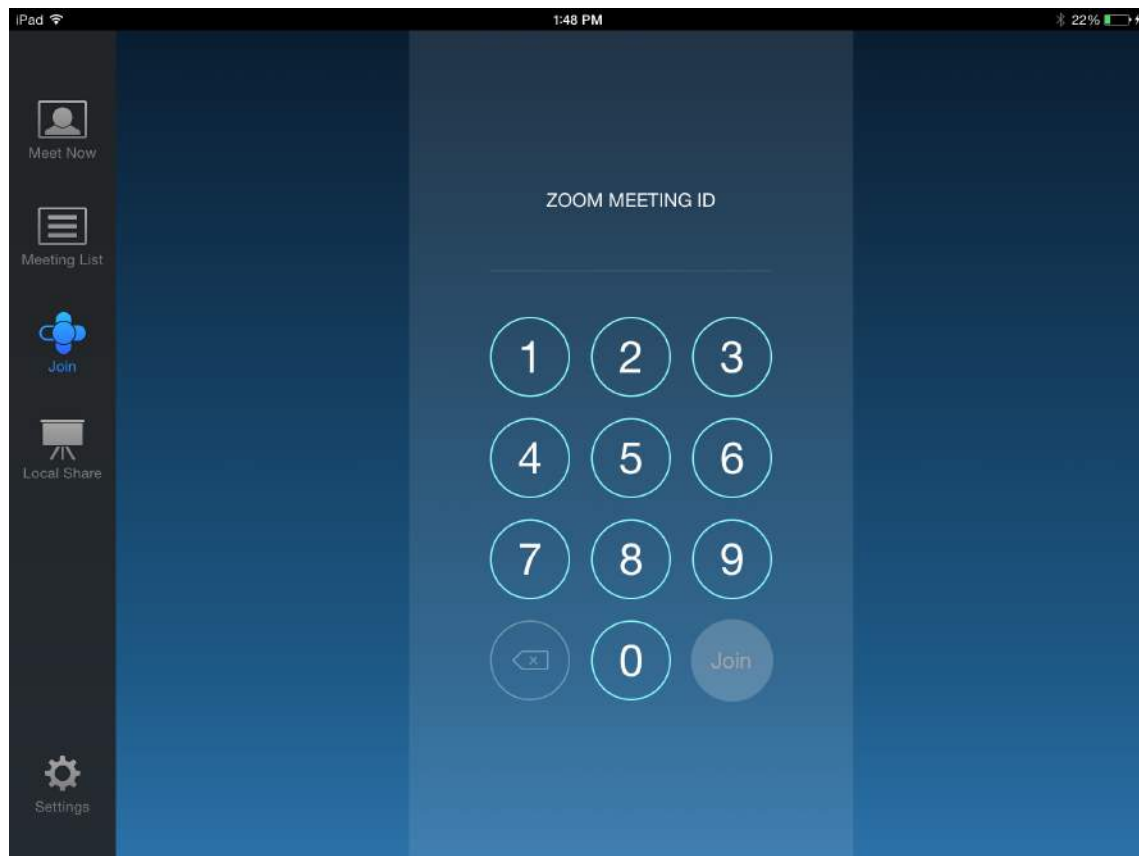 iPad 1:48 PM 22%
Meet Now
Meeting List
Join
Local Share
Settings
ZOOM MEETING ID
1 2 3
4 5 6
7 8 9
0 Join